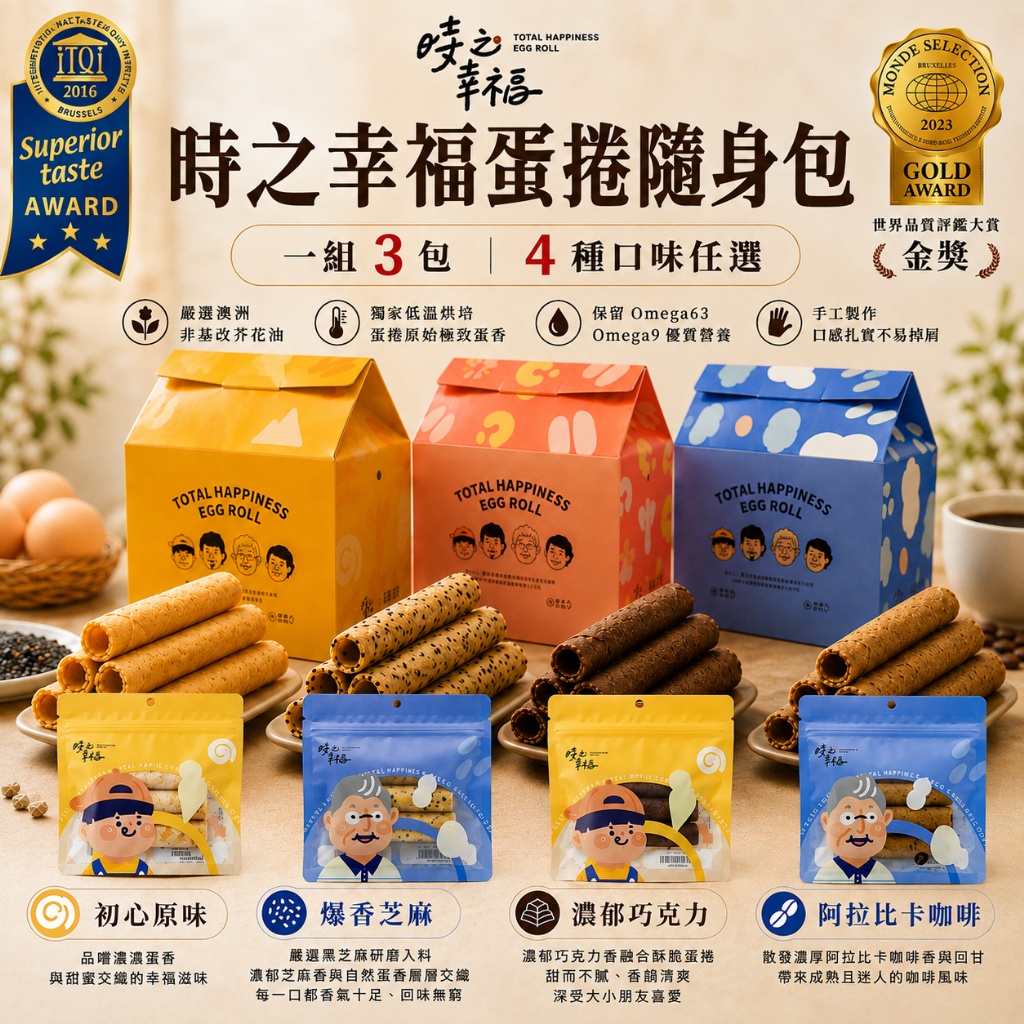 iTQi
2016
BRUSSELS
Superior
taste
AWARD
時之幸福
TOTAL HAPPINESS
EGG ROLL
MONDE SELECTION
BRUXELLES
2023
GOLD
AWARD
世界品質評鑑大賞
金獎
時之幸福蛋捲隨身包
一組 3 包 | 4 種口味任選
嚴選澳洲
非基改芥花油
獨家低溫烘培
蛋捲原始極致蛋香
保留 Omega63
Omega9 優質營養
手工製作
口感扎實不易掉屑
TOTAL HAPPINESS
EGG ROLL
TOTAL HAPPINESS
EGG ROLL
TOTAL HAPPINESS
EGG ROLL
時之幸福
時之幸福
時之幸福
時之幸福
初心原味
品嚐濃濃蛋香
與甜蜜交織的幸福滋味
爆香芝麻
嚴選黑芝麻研磨入料
濃郁芝麻香與自然蛋香層層交織
每一口都香氣十足、回味無窮
濃郁巧克力
濃郁巧克力香融合酥脆蛋捲
甜而不膩、香韻清爽
深受大小朋友喜愛
阿拉比卡咖啡
散發濃厚阿拉比卡咖啡香與回甘
帶來成熟且迷人的咖啡風味